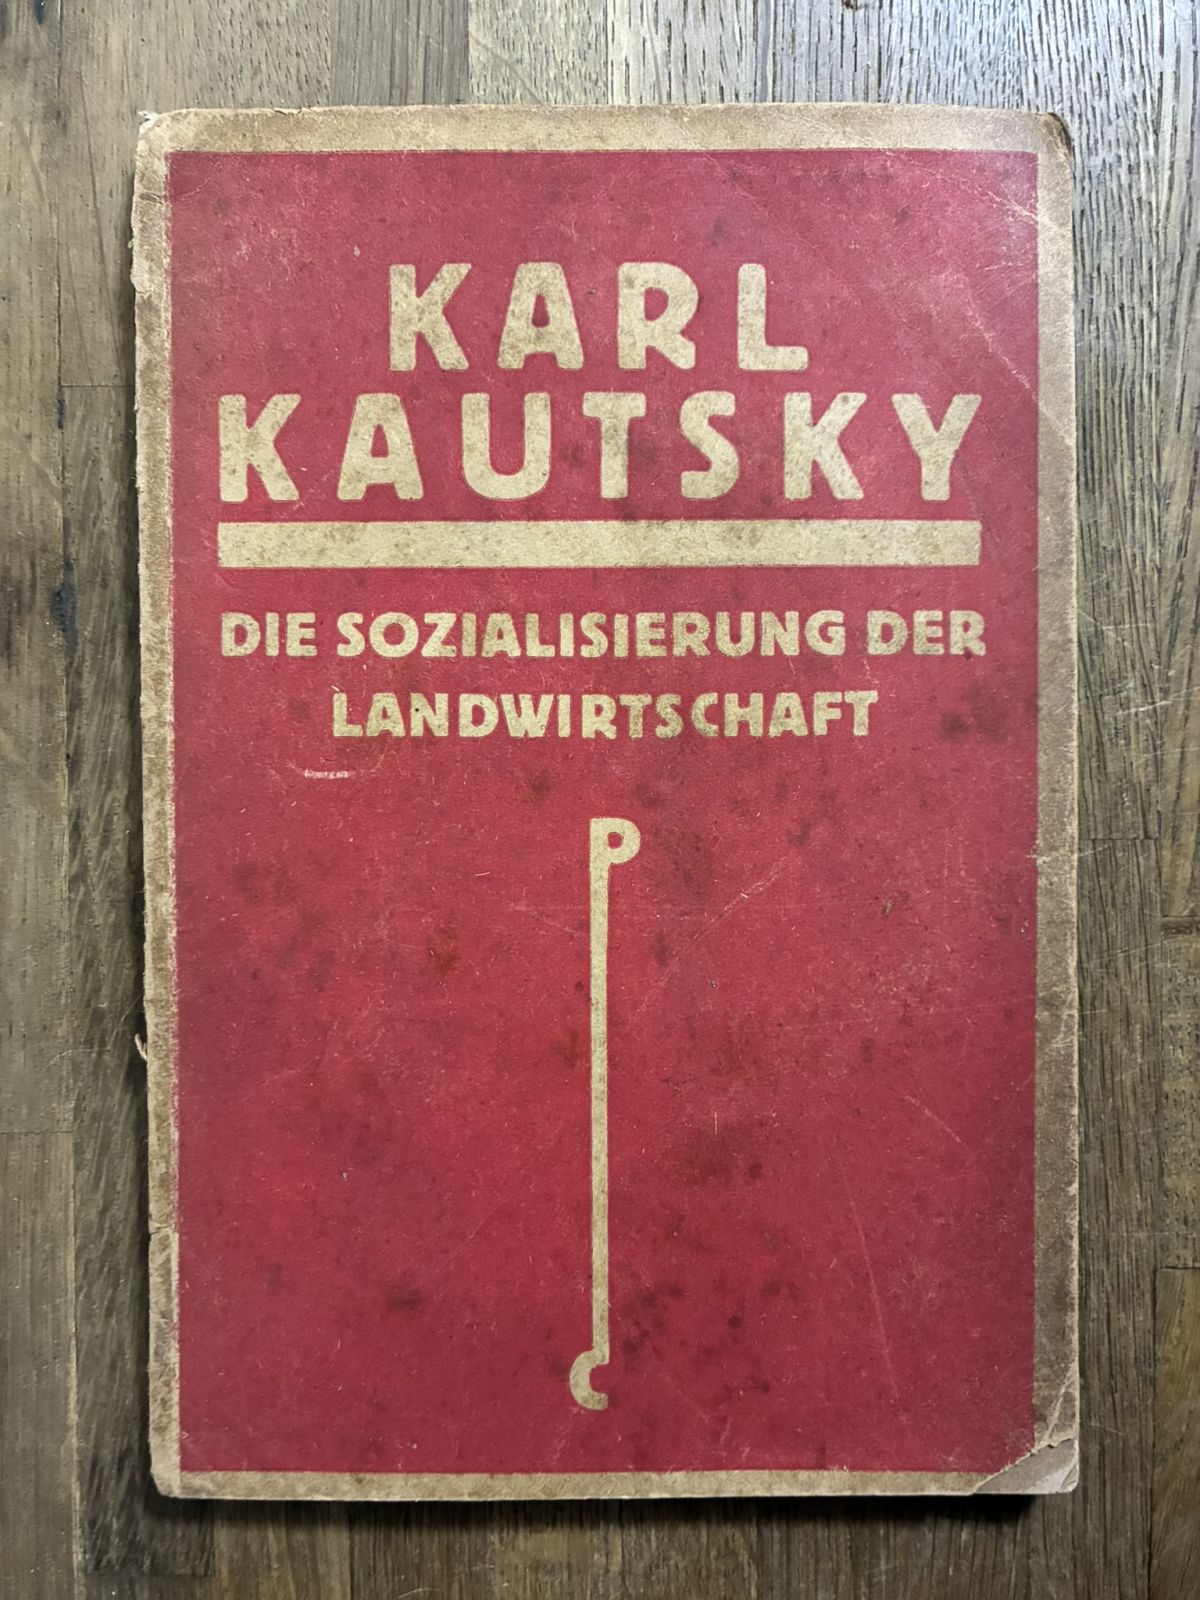 KARL
KAUTSKY
DIE SOZIALISIERUNG DER
LANDWIRTSCHAFT
P
C